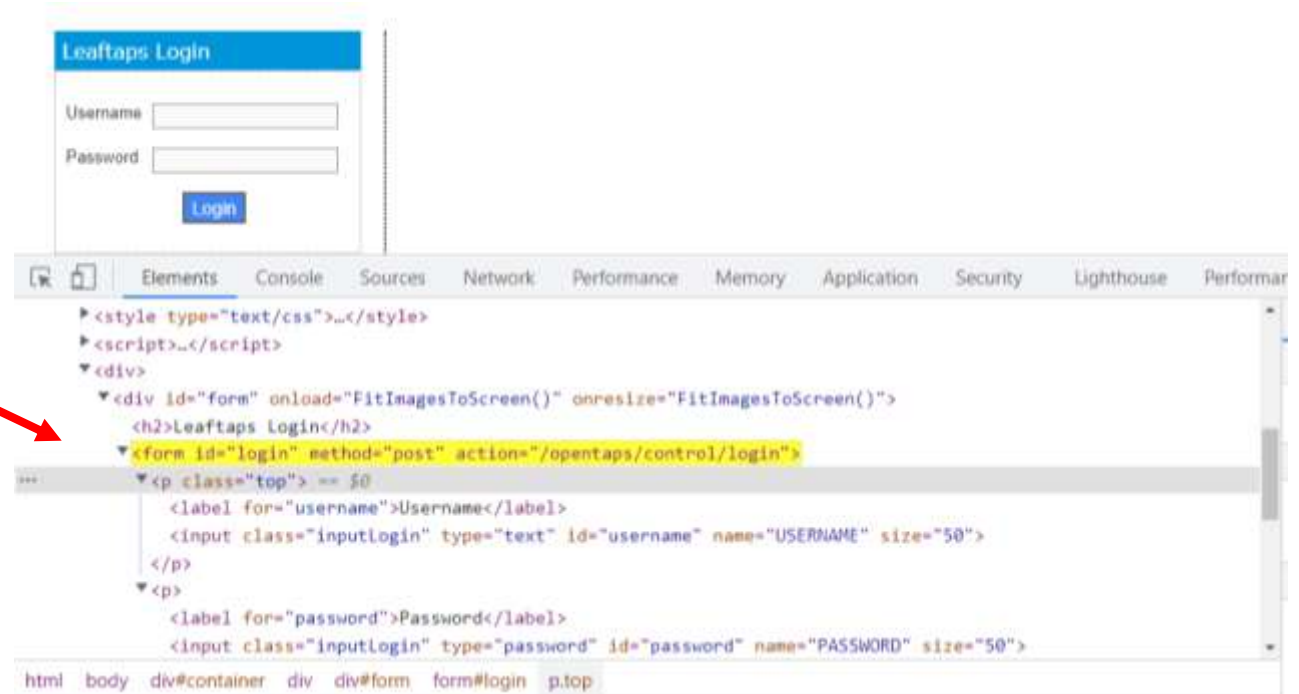 Leaftaps Login
Username
Password
Login
Elements Console Sources Network Performance Memory Application Security Lighthouse Performan
<style type="text/css">…</style>
<script>…</script>
<div>
<div id="form" onload="FitImagesToScreen()" onresize="FitImagesToScreen()">
<h2>Leaftaps Login</h2>
<form id="login" method="post" action="/opentaps/control/login">
… <p class="top"> == $0
<label for="username">Username</label>
<input class="inputLogin" type="text" id="username" name="USERNAME" size="50">
</p>
<p>
<label for="password">Password</label>
<input class="inputLogin" type="password" id="password" name="PASSWORD" size="50">
html body div#container div div#form form#login p.top